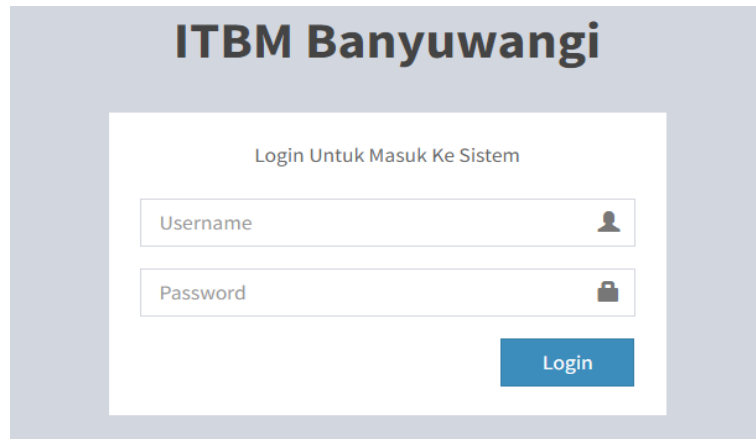 ITBM Banyuwangi
Login Untuk Masuk Ke Sistem
Username
Password
Login